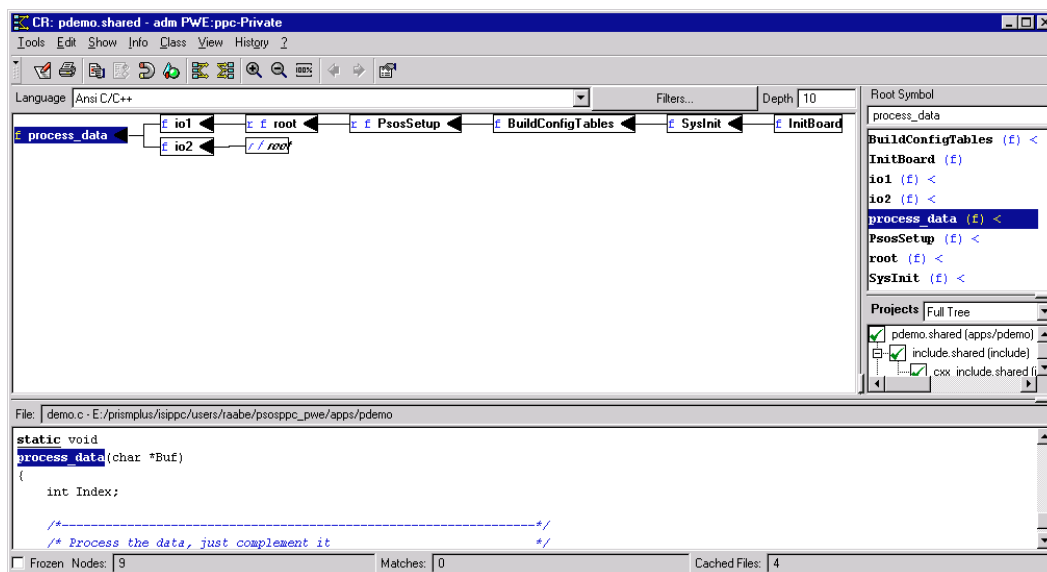 CR: pdemo.shared - adm PWE:ppc-Private
Tools Edit Show Info Class View History ?
100%
Language Ansi C/C++ Filters... Depth 10 Root Symbol
process_data
f process_data f io1 r f root r f PsosSetup f BuildConfigTables f SysInit f InitBoard
f io2 r f root
BuildConfigTables (f) <
InitBoard (f)
io1 (f) <
io2 (f) <
process_data (f) <
PsosSetup (f) <
root (f) <
SysInit (f) <
Projects Full Tree
pdemo.shared (apps/pdemo)
include.shared (include)
cxx_include.shared (i
File: demo.c - E:/prismplus/isippc/users/raabe/psosppc_pwe/apps/pdemo
static void
process_data(char *Buf)
{
int Index;
/*----------------------------------------------------------------*/
/* Process the data, just complement it */
Frozen Nodes: 9 Matches: 0 Cached Files: 4